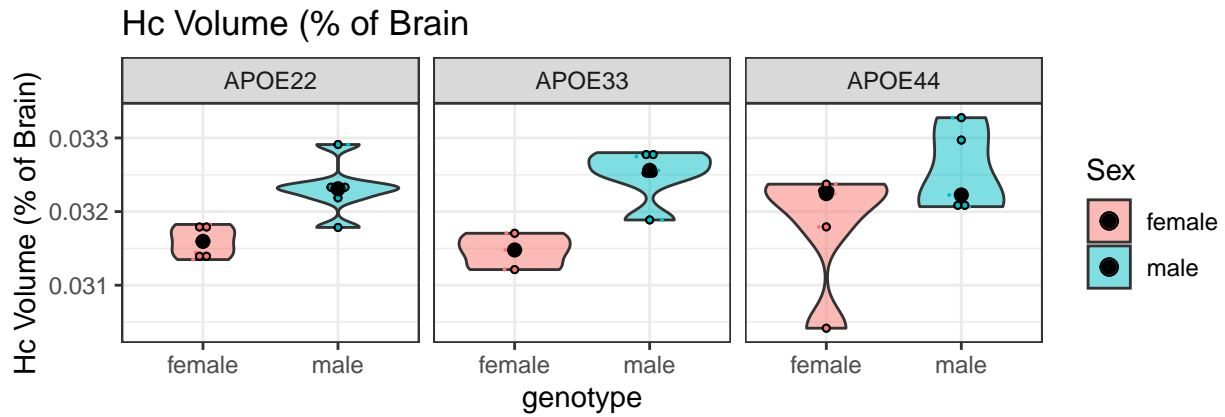 Hc Volume (% of Brain
APOE22
APOE33
APOE44
Hc Volume (% of Brain)
0.033
0.032
0.031
female
male
female
male
female
male
genotype
Sex
female
male